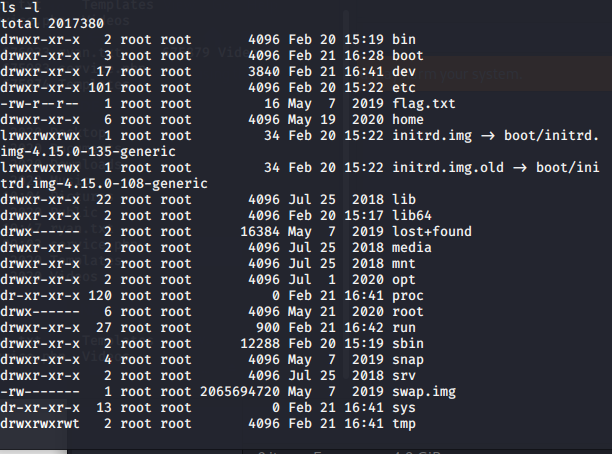 ls -l
total 2017380
drwxr-xr-x   2 root root       4096 Feb 20 15:19 bin
drwxr-xr-x   3 root root       4096 Feb 21 16:28 boot
drwxr-xr-x  17 root root       3840 Feb 21 16:41 dev
drwxr-xr-x 101 root root       4096 Feb 20 15:22 etc
-rw-r--r--   1 root root         16 May  7  2019 flag.txt
drwxr-xr-x   6 root root       4096 May 19  2020 home
lrwxrwxrwx   1 root root         34 Feb 20 15:22 initrd.img -> boot/initrd.
img-4.15.0-135-generic
lrwxrwxrwx   1 root root         34 Feb 20 15:22 initrd.img.old -> boot/ini
trd.img-4.15.0-108-generic
drwxr-xr-x  22 root root       4096 Jul 25  2018 lib
drwxr-xr-x   2 root root       4096 Feb 20 15:17 lib64
drwx------   2 root root      16384 May  7  2019 lost+found
drwxr-xr-x   2 root root       4096 Jul 25  2018 media
drwxr-xr-x   2 root root       4096 Jul 25  2018 mnt
drwxr-xr-x   2 root root       4096 Jul  1  2020 opt
dr-xr-xr-x 120 root root          0 Feb 21 16:41 proc
drwx------   6 root root       4096 May 21  2020 root
drwxr-xr-x  27 root root        900 Feb 21 16:42 run
drwxr-xr-x   2 root root      12288 Feb 20 15:19 sbin
drwxr-xr-x   4 root root       4096 May  7  2019 snap
drwxr-xr-x   2 root root       4096 Jul 25  2018 srv
-rw-------   1 root root 2065694720 May  7  2019 swap.img
dr-xr-xr-x  13 root root          0 Feb 21 16:41 sys
drwxrwxrwt   2 root root       4096 Feb 21 16:41 tmp